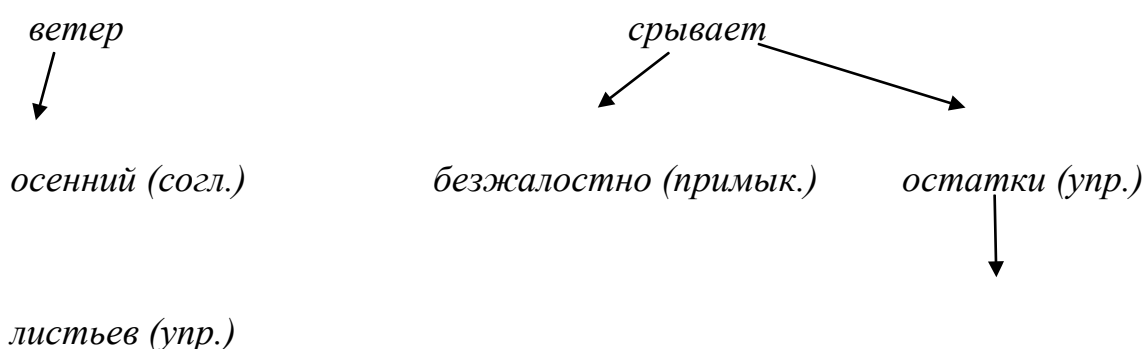 ветер срывает
осенний (согл.) безжалостно (примык.) остатки (упр.)
листьев (упр.)